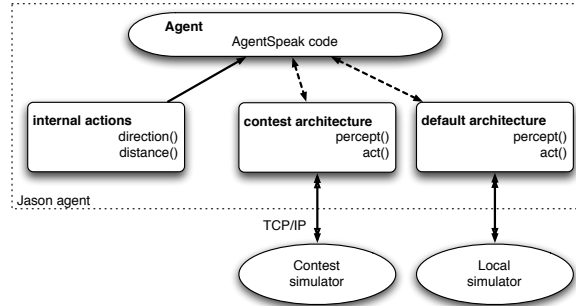 Agent
AgentSpeak code
internal actions
direction()
distance()
contest architecture
percept()
act()
default architecture
percept()
act()
Jason agent
TCP/IP
Contest
simulator
Local
simulator